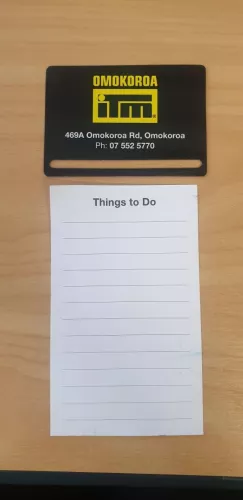 OMOKOROA
iTM
469A Omokoroa Rd, Omokoroa
Ph: 07 552 5770
Things to Do